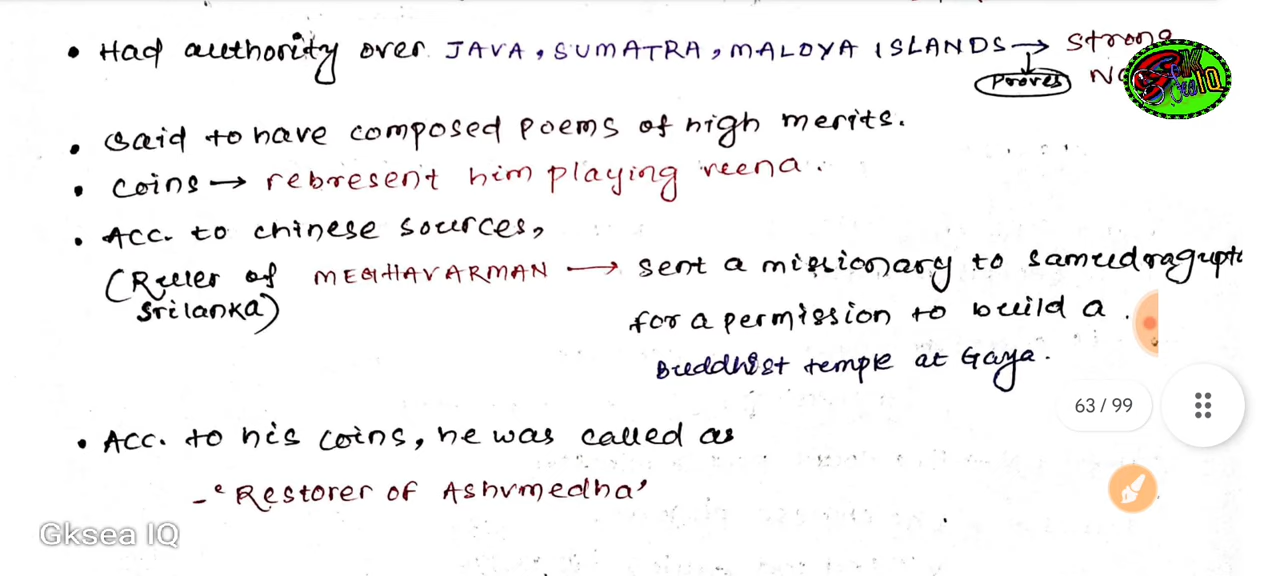 • Had authority over JAVA, SUMATRA, MALOYA ISLANDS → strong
Proves
• Said to have composed poems of high merits.
• coins → rebresent him playing veena.
• Acc. to chinese sources,
(Ruler of Srilanka) MEGHAVARMAN → sent a missionary to samudragupt
for a permission to build a
Buddhist temple at Gaya.
63 / 99
• Acc. to his coins, he was called as
- 'Restorer of Ashvmedha'
Gksea IQ